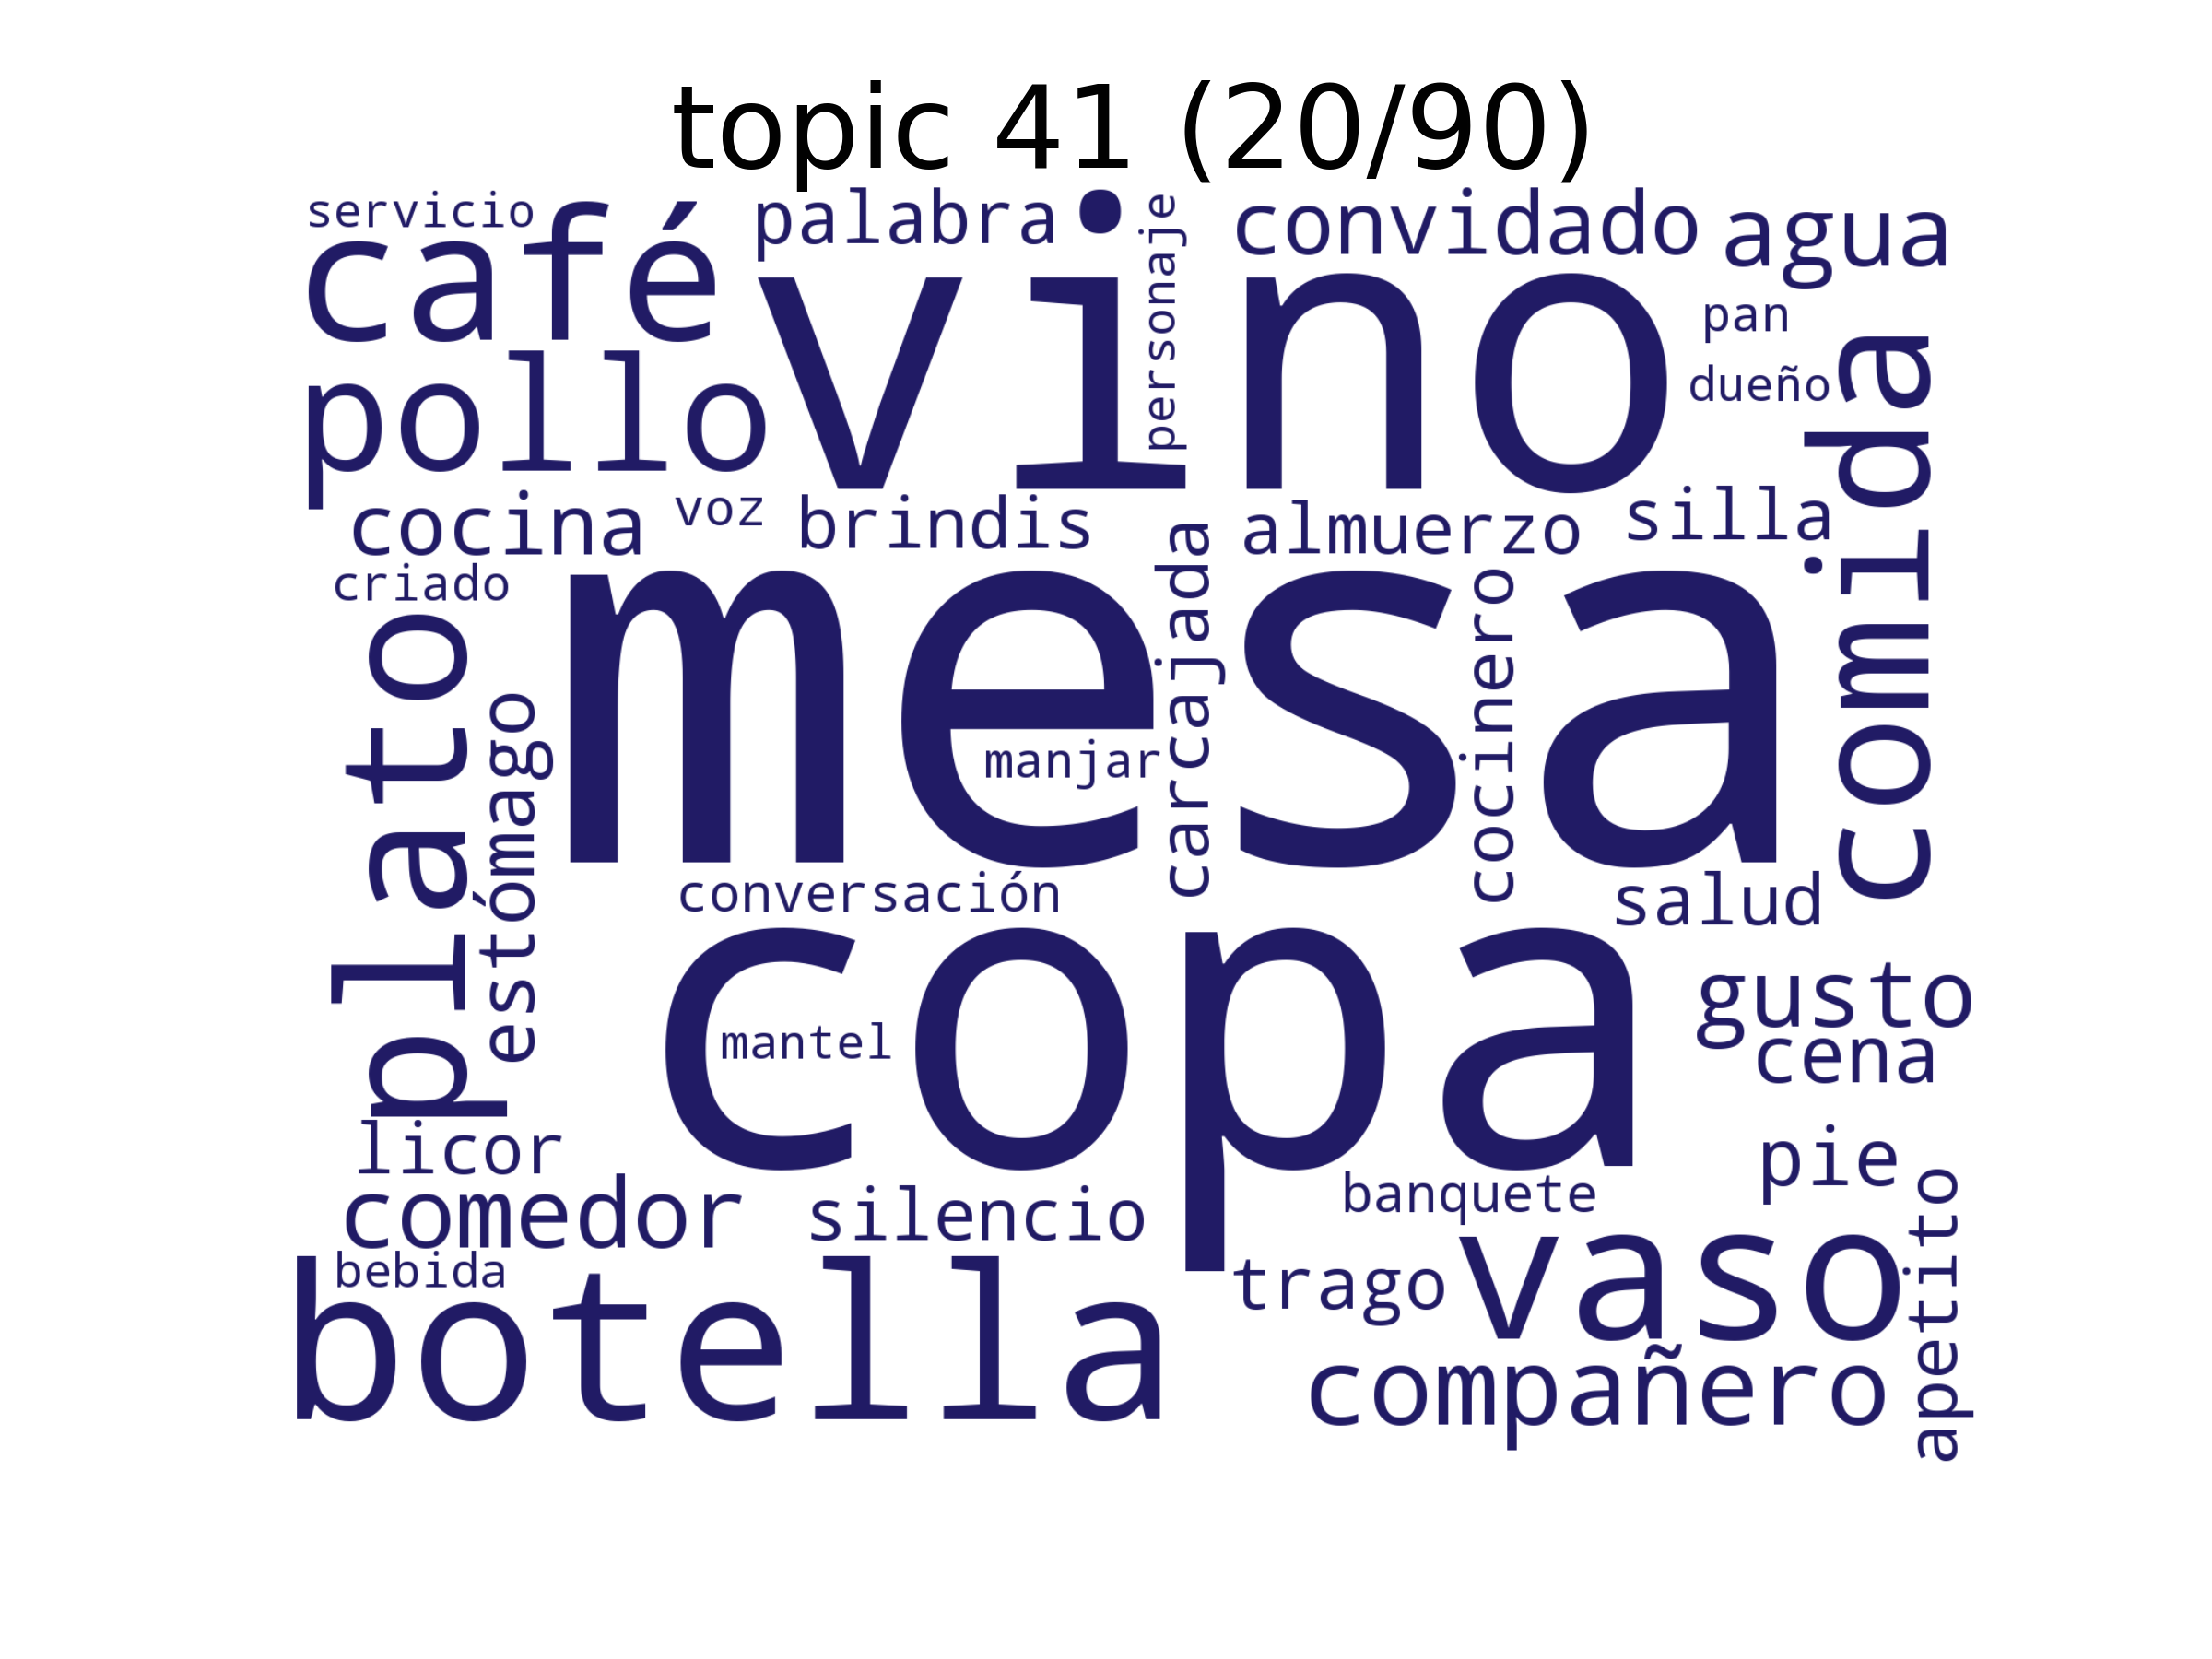 topic 41 (20/90)
servicio
café
palabra
vino
personaje
convidado
agua
pan
dueño
pollo
comida
cocina
voz
brindis
almuerzo
silla
criado
mesa
carcajada
cocinero
plato
estómago
manjar
conversación
salud
copa
mantel
gusto
cena
licor
pie
comedor
silencio
banquete
apetito
bebida
botella
trago
vaso
compañero